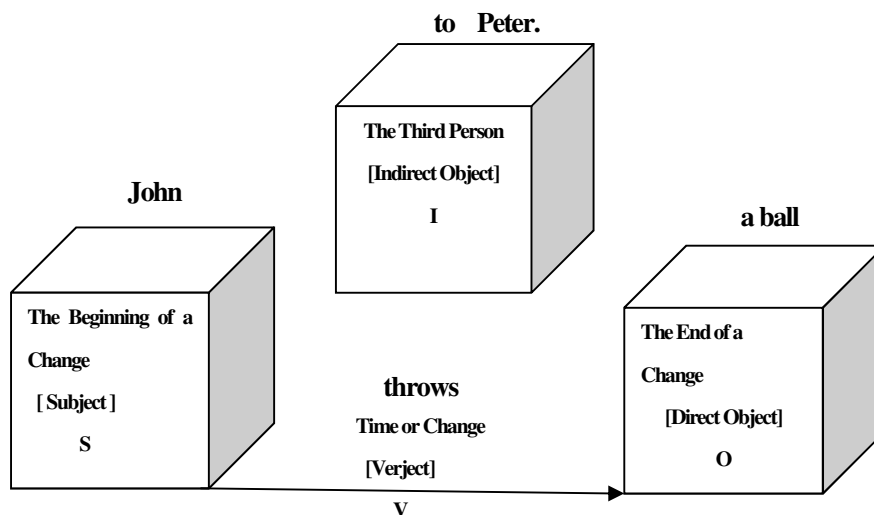 to Peter.
The Third Person
[Indirect Object]
I
John
The Beginning of a
Change
[ Subject ]
S
throws
Time or Change
[Verject]
V
a ball
The End of a
Change
[Direct Object]
O